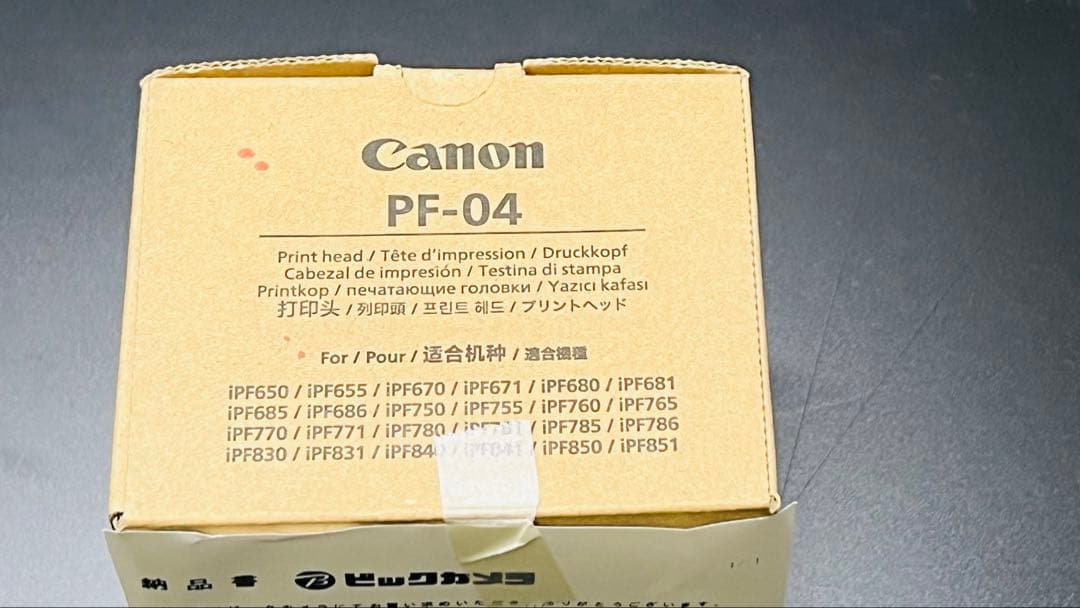 Canon
PF-04
Print head / Tête d'impression / Druckkopf
Cabezal de impresión / Testina di stampa
Printkop / печатающие головки / Yazıcı kafası
打印头 / 列印頭 / 프린트 헤드 / プリントヘッド
For / Pour / 适合机种 / 適合機種
iPF650 / iPF655 / iPF670 / iPF671 / iPF680 / iPF681
iPF685 / iPF686 / iPF750 / iPF755 / iPF760 / iPF765
iPF770 / iPF771 / iPF780 / iPF781 / iPF785 / iPF786
iPF830 / iPF831 / iPF840 / iPF841 / iPF850 / iPF851
納品書 ビックカメラ